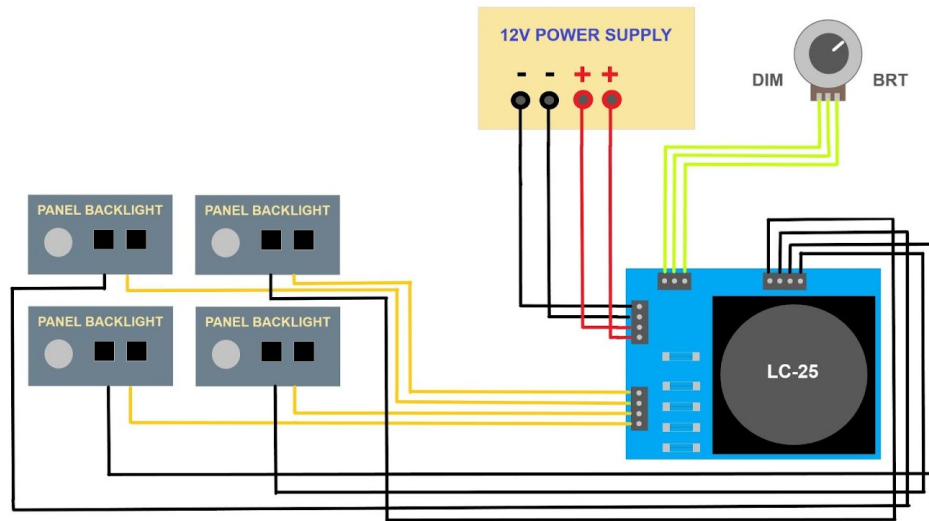 12V POWER SUPPLY
- - + +
DIM BRT
PANEL BACKLIGHT PANEL BACKLIGHT
PANEL BACKLIGHT PANEL BACKLIGHT
LC-25